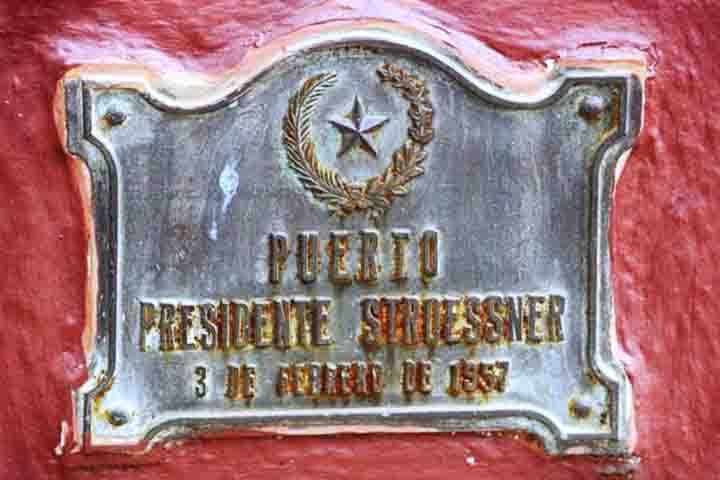 PUERTO
PRESIDENTE STROESSNER
3 DE FEBRERO DE 1957